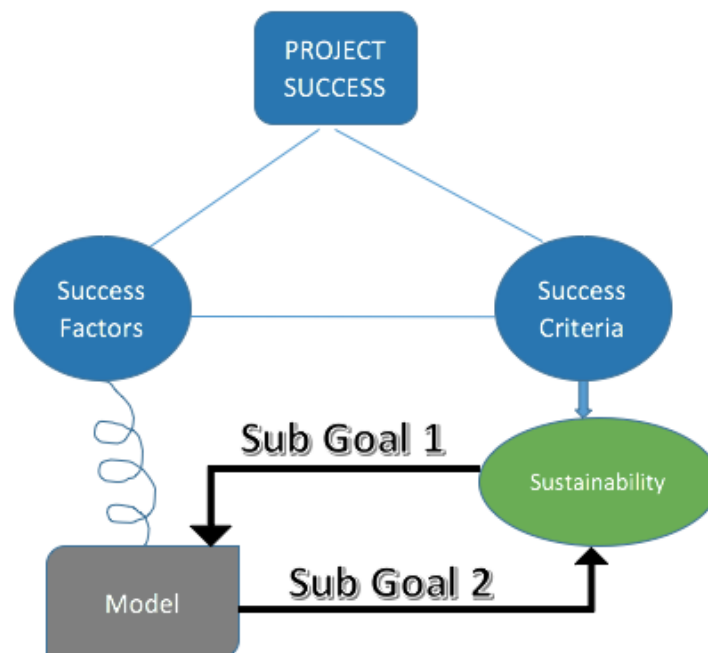 PROJECT
SUCCESS
Success
Factors
Success
Criteria
Sub Goal 1
Sustainability
Sub Goal 2
Model